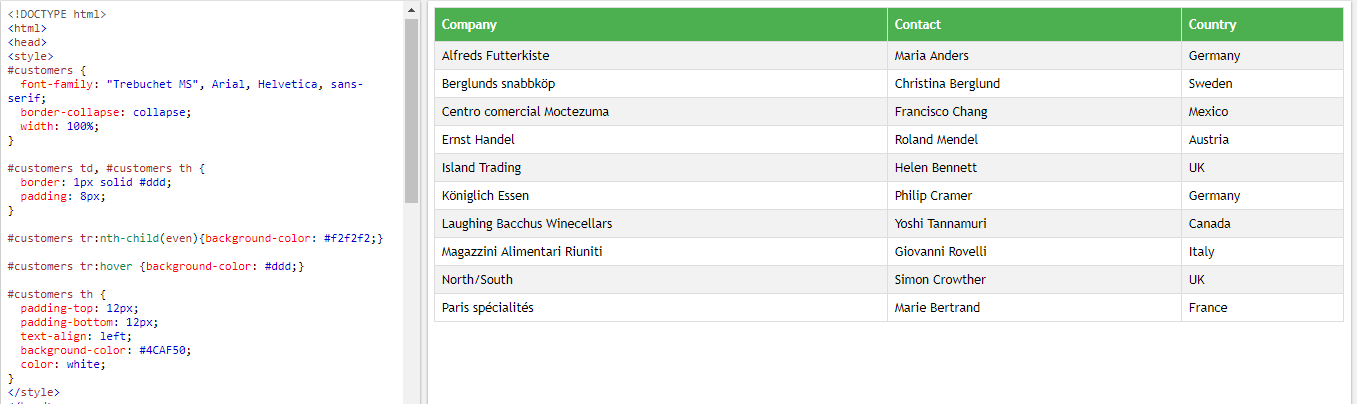 <!DOCTYPE html>
<html>
<head>
<style>
#customers {
  font-family: "Trebuchet MS", Arial, Helvetica, sans-
serif;
  border-collapse: collapse;
  width: 100%;
}

#customers td, #customers th {
  border: 1px solid #ddd;
  padding: 8px;
}

#customers tr:nth-child(even){background-color: #f2f2f2;}

#customers tr:hover {background-color: #ddd;}

#customers th {
  padding-top: 12px;
  padding-bottom: 12px;
  text-align: left;
  background-color: #4CAF50;
  color: white;
}
</style>
Company Contact Country
Alfreds Futterkiste Maria Anders Germany
Berglunds snabbköp Christina Berglund Sweden
Centro comercial Moctezuma Francisco Chang Mexico
Ernst Handel Roland Mendel Austria
Island Trading Helen Bennett UK
Königlich Essen Philip Cramer Germany
Laughing Bacchus Winecellars Yoshi Tannamuri Canada
Magazzini Alimentari Riuniti Giovanni Rovelli Italy
North/South Simon Crowther UK
Paris spécialités Marie Bertrand France